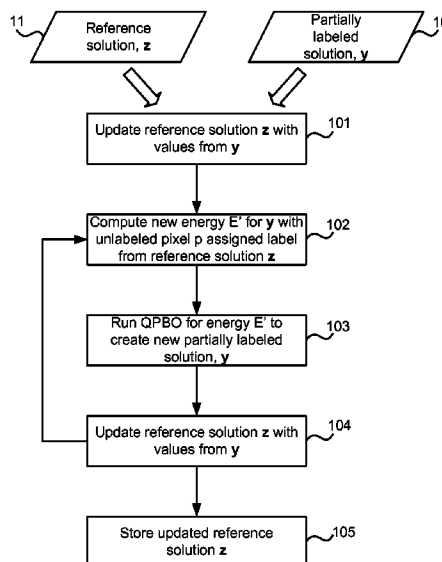 11
Reference
solution, z
Partially
labeled
solution, y
10
Update reference solution z with
values from y
101
Compute new energy E' for y with
unlabeled pixel p assigned label
from reference solution z
102
Run QPBO for energy E' to
create new partially labeled
solution, y
103
Update reference solution z with
values from y
104
Store updated reference
solution z
105